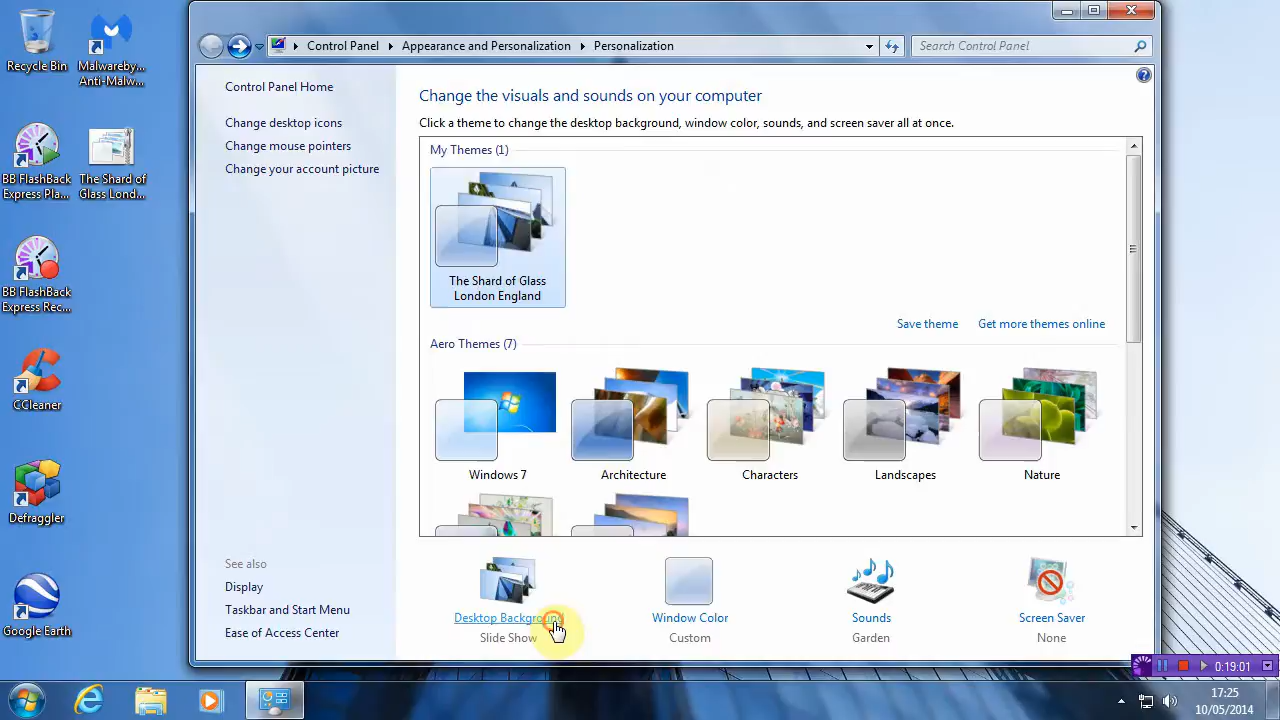 Recycle Bin
Malwareby...
Anti-Malw...
BB FlashBack
Express Pla...
The Shard of
Glass Lond...
BB FlashBack
Express Rec...
CCleaner
Defraggler
Google Earth
Control Panel
Appearance and Personalization
Personalization
Search Control Panel
Control Panel Home
Change desktop icons
Change mouse pointers
Change your account picture
See also
Display
Taskbar and Start Menu
Ease of Access Center
Change the visuals and sounds on your computer
Click a theme to change the desktop background, window color, sounds, and screen saver all at once.
My Themes (1)
The Shard of Glass
London England
Save theme
Get more themes online
Aero Themes (7)
Windows 7
Architecture
Characters
Landscapes
Nature
Desktop Background
Slide Show
Window Color
Custom
Sounds
Garden
Screen Saver
None
0:19:01
17:25
10/05/2014